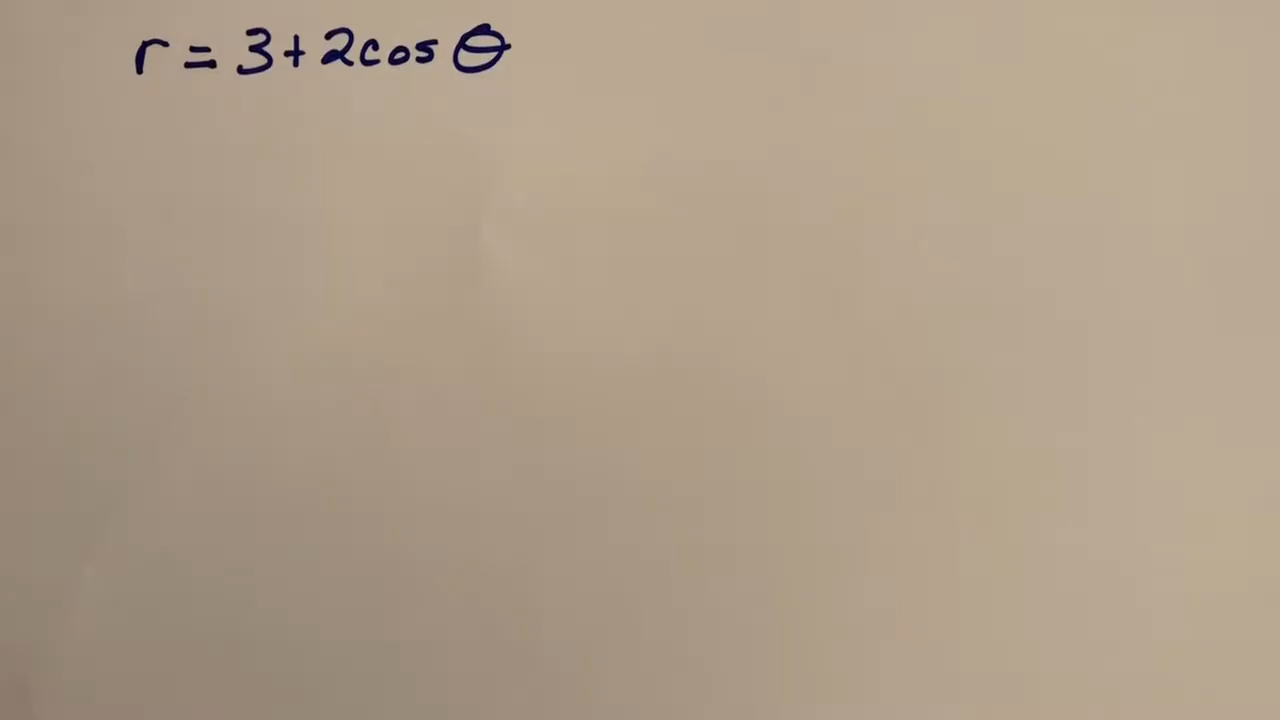 r = 3 + 2cos θ